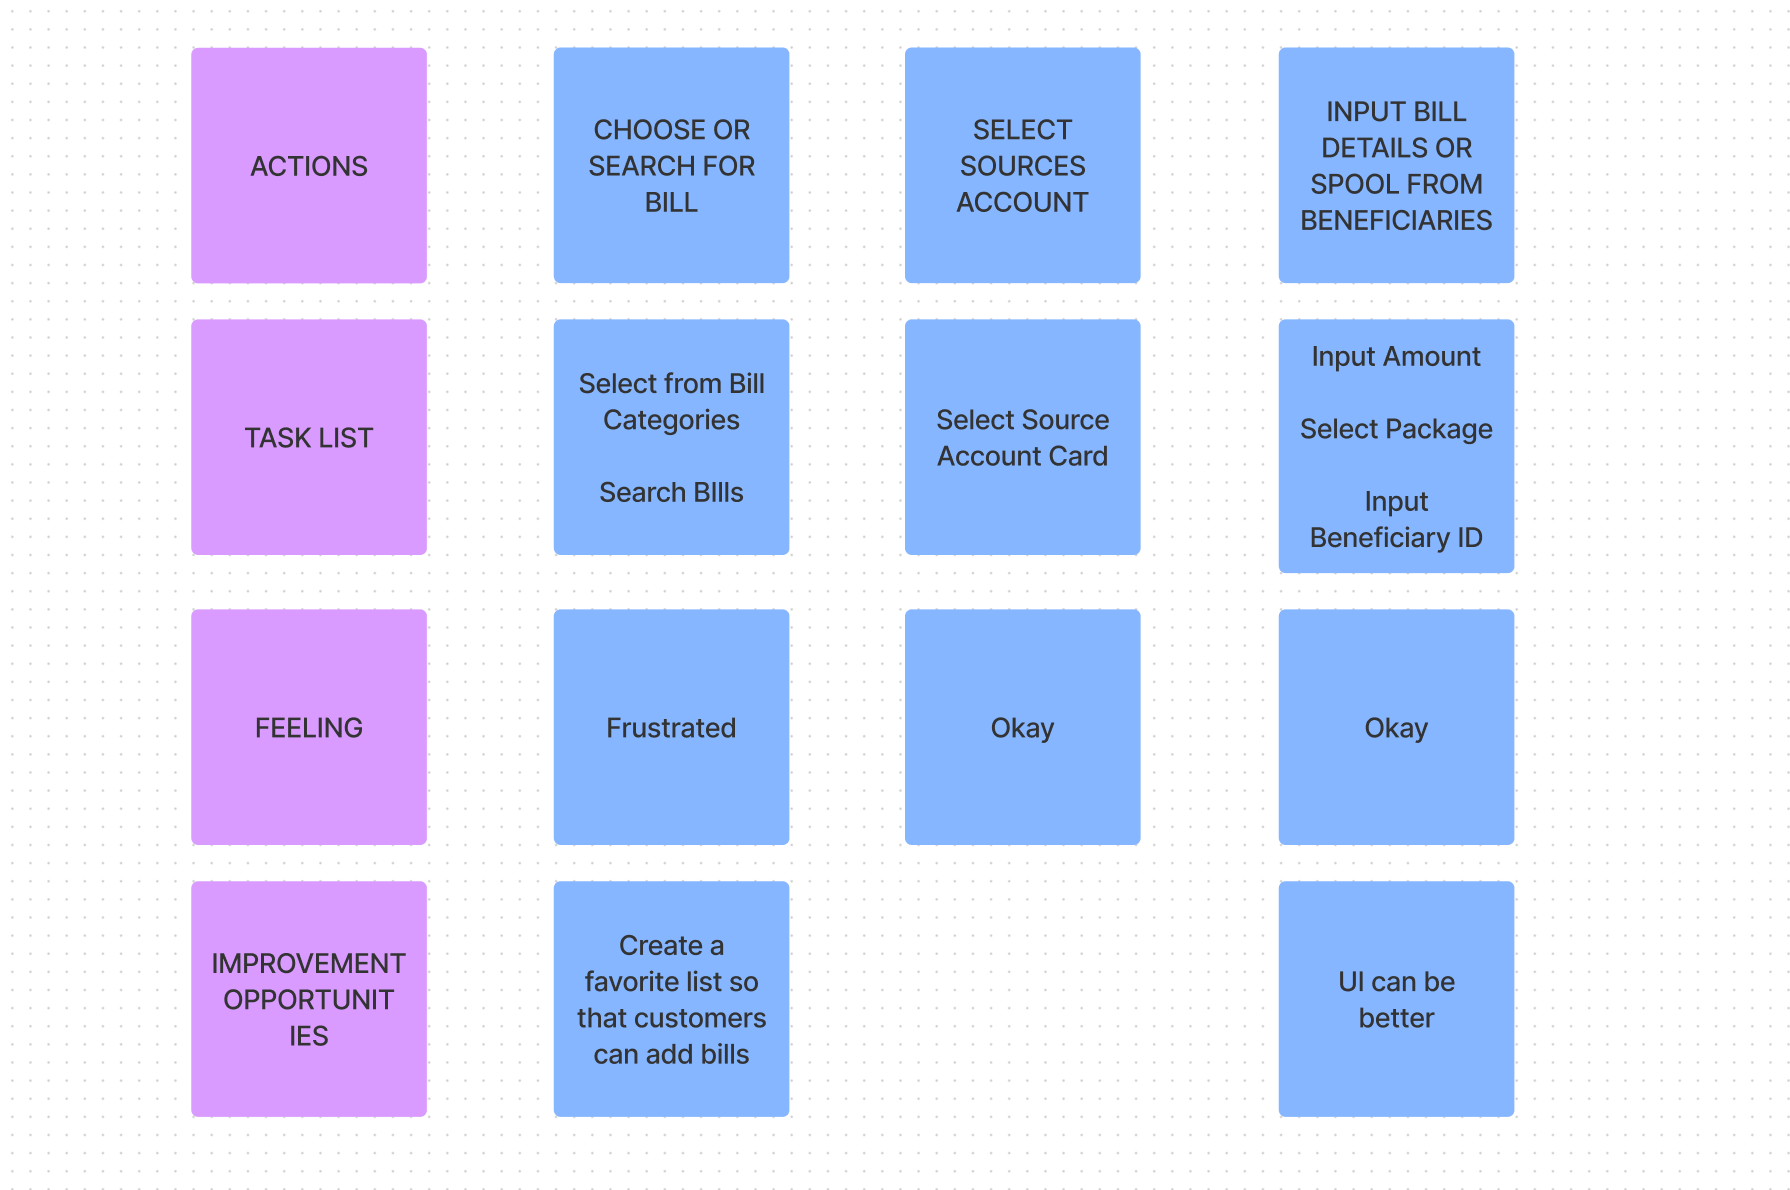 ACTIONS
CHOOSE OR
SEARCH FOR
BILL
SELECT
SOURCES
ACCOUNT
INPUT BILL
DETAILS OR
SPOOL FROM
BENEFICIARIES
TASK LIST
Select from Bill
Categories
Search BIlls
Select Source
Account Card
Input Amount
Select Package
Input
Beneficiary ID
FEELING
Frustrated
Okay
Okay
IMPROVEMENT
OPPORTUNIT
IES
Create a
favorite list so
that customers
can add bills
UI can be
better